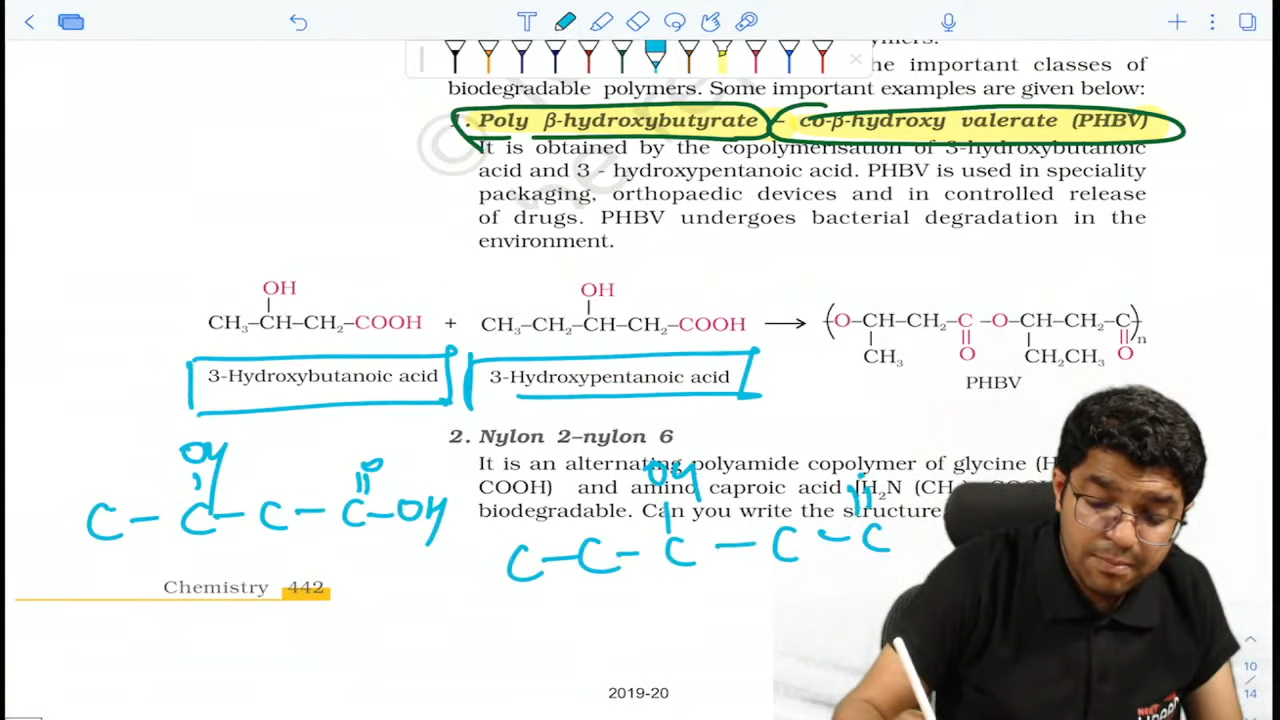 the important classes of
biodegradable polymers. Some important examples are given below:
1. Poly β-hydroxybutyrate – co-β-hydroxy valerate (PHBV)
It is obtained by the copolymerisation of 3-hydroxybutanoic
acid and 3 - hydroxypentanoic acid. PHBV is used in speciality
packaging, orthopaedic devices and in controlled release
of drugs. PHBV undergoes bacterial degradation in the
environment.
OH OH
CH₃–CH–CH₂–COOH + CH₃–CH₂–CH–CH₂–COOH → (O–CH–CH₂–C–O–CH–CH₂–C)n
CH₃ O CH₂CH₃ O
3-Hydroxybutanoic acid 3-Hydroxypentanoic acid PHBV
2. Nylon 2–nylon 6
It is an alternating polyamide copolymer of glycine (H
COOH) and amino caproic acid [H₂N (CH₂
biodegradable. Can you write the structure
OH O OH
C – C – C – C – OH
C – C – C – C – C
Chemistry 442
2019-20
10
14